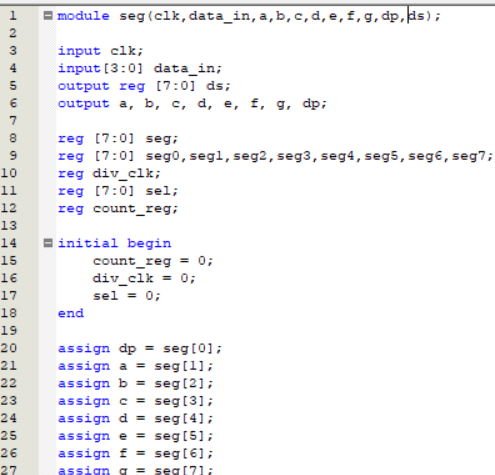 1 module seg(clk,data_in,a,b,c,d,e,f,g,dp,ds);
2
3 input clk;
4 input[3:0] data_in;
5 output reg [7:0] ds;
6 output a, b, c, d, e, f, g, dp;
7
8 reg [7:0] seg;
9 reg [7:0] seg0,seg1,seg2,seg3,seg4,seg5,seg6,seg7;
10 reg div_clk;
11 reg [7:0] sel;
12 reg count_reg;
13
14 initial begin
15 count_reg = 0;
16 div_clk = 0;
17 sel = 0;
18 end
19
20 assign dp = seg[0];
21 assign a = seg[1];
22 assign b = seg[2];
23 assign c = seg[3];
24 assign d = seg[4];
25 assign e = seg[5];
26 assign f = seg[6];
27 assign g = seg[7];